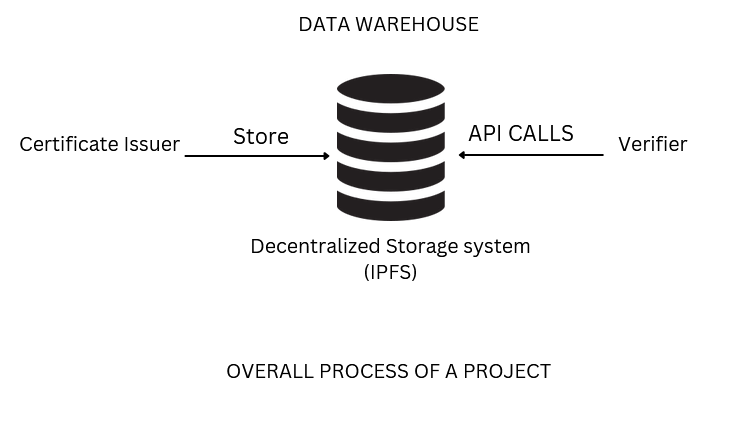 DATA WAREHOUSE
Certificate Issuer
Store
API CALLS
Verifier
Decentralized Storage system
(IPFS)
OVERALL PROCESS OF A PROJECT